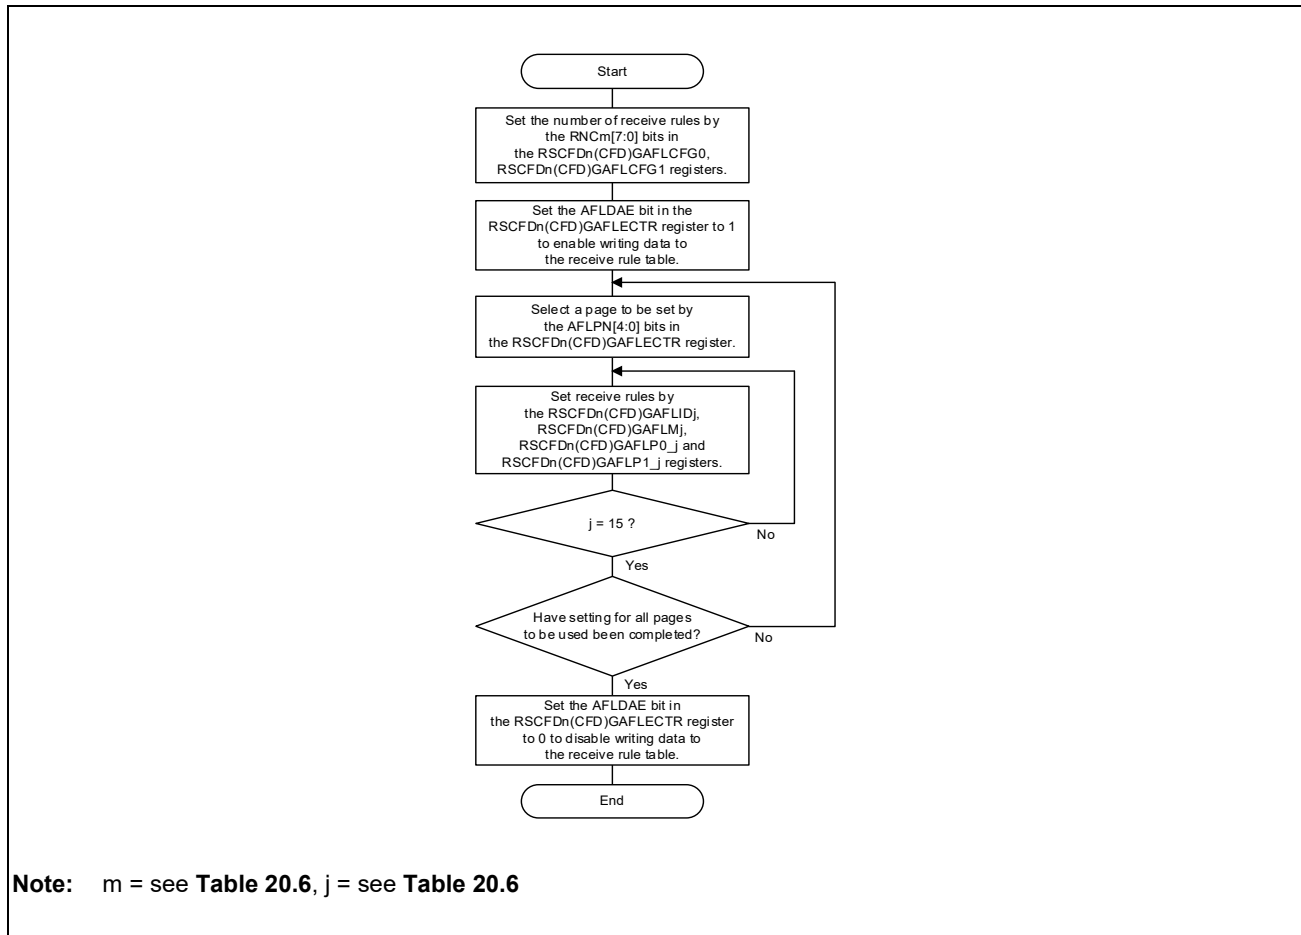 Start
Set the number of receive rules by
the RNCm[7:0] bits in
the RSCFDn(CFD)GAFLCFG0,
RSCFDn(CFD)GAFLCFG1 registers.
Set the AFLDAE bit in the
RSCFDn(CFD)GAFLECTR register to 1
to enable writing data to
the receive rule table.
Select a page to be set by
the AFLPN[4:0] bits in
the RSCFDn(CFD)GAFLECTR register.
Set receive rules by
the RSCFDn(CFD)GAFLIDj,
RSCFDn(CFD)GAFLMj,
RSCFDn(CFD)GAFLP0_j and
RSCFDn(CFD)GAFLP1_j registers.
j = 15 ?
No
Yes
Have setting for all pages
to be used been completed?
No
Yes
Set the AFLDAE bit in
the RSCFDn(CFD)GAFLECTR register
to 0 to disable writing data to
the receive rule table.
End
Note: m = see Table 20.6, j = see Table 20.6